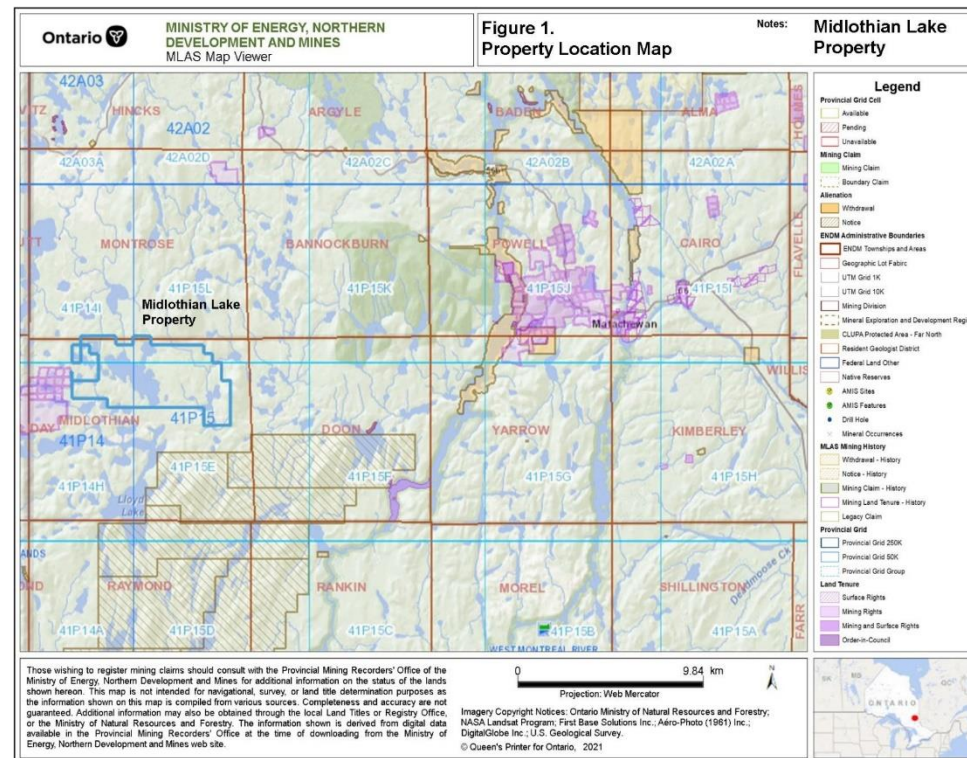 Ontario
MINISTRY OF ENERGY, NORTHERN
DEVELOPMENT AND MINES
MLAS Map Viewer
Figure 1.
Property Location Map
Notes:
Midlothian Lake
Property
42A03
HINCKS
42A02
ARGYLE
BADEN
ALMA
HOLMES
42A03A
42A02D
42A02C
42A02B
42A02A
MONTROSE
BANNOCKBURN
POWELL
CAIRO
FLAVELLE
41P14I
41P15L
41P15K
41P15J
41P15I
Midlothian Lake
Property
Matachewan
WILLIS
MIDLOTHIAN
41P15
41P14
DOON
YARROW
KIMBERLEY
41P14H
41P15E
41P15F
41P15G
41P15H
Lloyd
Lake
RAYMOND
RANKIN
MOREL
SHILLINGTON
FARR
41P14A
41P15D
41P15C
41P15B
41P15A
WEST MONTREAL RIVER
Legend
Provincial Grid Cell
Available
Pending
Unavailable
Mining Claim
Mining Claim
Boundary Claim
Alienation
Withdrawal
Notice
ENDM Administrative Boundaries
ENDM Townships and Areas
Geographic Lot Fabirc
UTM Grid 1K
UTM Grid 10K
Mining Division
Mineral Exploration and Development Regi
CLUPA Protected Area - Far North
Resident Geologist District
Federal Land Other
Native Reserves
AMIS Sites
AMIS Features
Drill Hole
Mineral Occurrences
MLAS Mining History
Withdrawal - History
Notice - History
Mining Claim - History
Mining Land Tenure - History
Legacy Claim
Provincial Grid
Provincial Grid 250K
Provincial Grid 50K
Provincial Grid Group
Land Tenure
Surface Rights
Mining Rights
Mining and Surface Rights
Order-in-Council
Those wishing to register mining claims should consult with the Provincial Mining Recorders' Office of the
Ministry of Energy, Northern Development and Mines for additional information on the status of the lands
shown hereon. This map is not intended for navigational, survey, or land title determination purposes as
the information shown on this map is compiled from various sources. Completeness and accuracy are not
guaranteed. Additional information may also be obtained through the local Land Titles or Registry Office,
or the Ministry of Natural Resources and Forestry. The information shown is derived from digital data
available in the Provincial Mining Recorders' Office at the time of downloading from the Ministry of
Energy, Northern Development and Mines web site.
0 9.84 km
Projection: Web Mercator
N
Imagery Copyright Notices: Ontario Ministry of Natural Resources and Forestry;
NASA Landsat Program; First Base Solutions Inc.; Aéro-Photo (1961) Inc.;
DigitalGlobe Inc.; U.S. Geological Survey.
© Queen's Printer for Ontario, 2021
ONTARIO